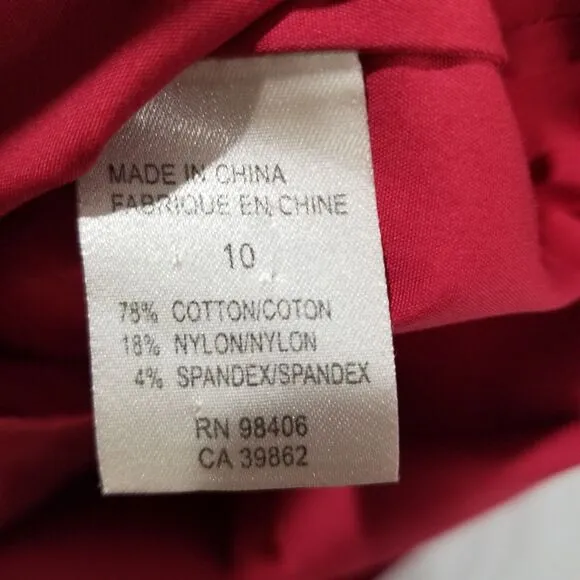 MADE IN CHINA
FABRIQUE EN CHINE
10
78% COTTON/COTON
18% NYLON/NYLON
4% SPANDEX/SPANDEX
RN 98406
CA 39862